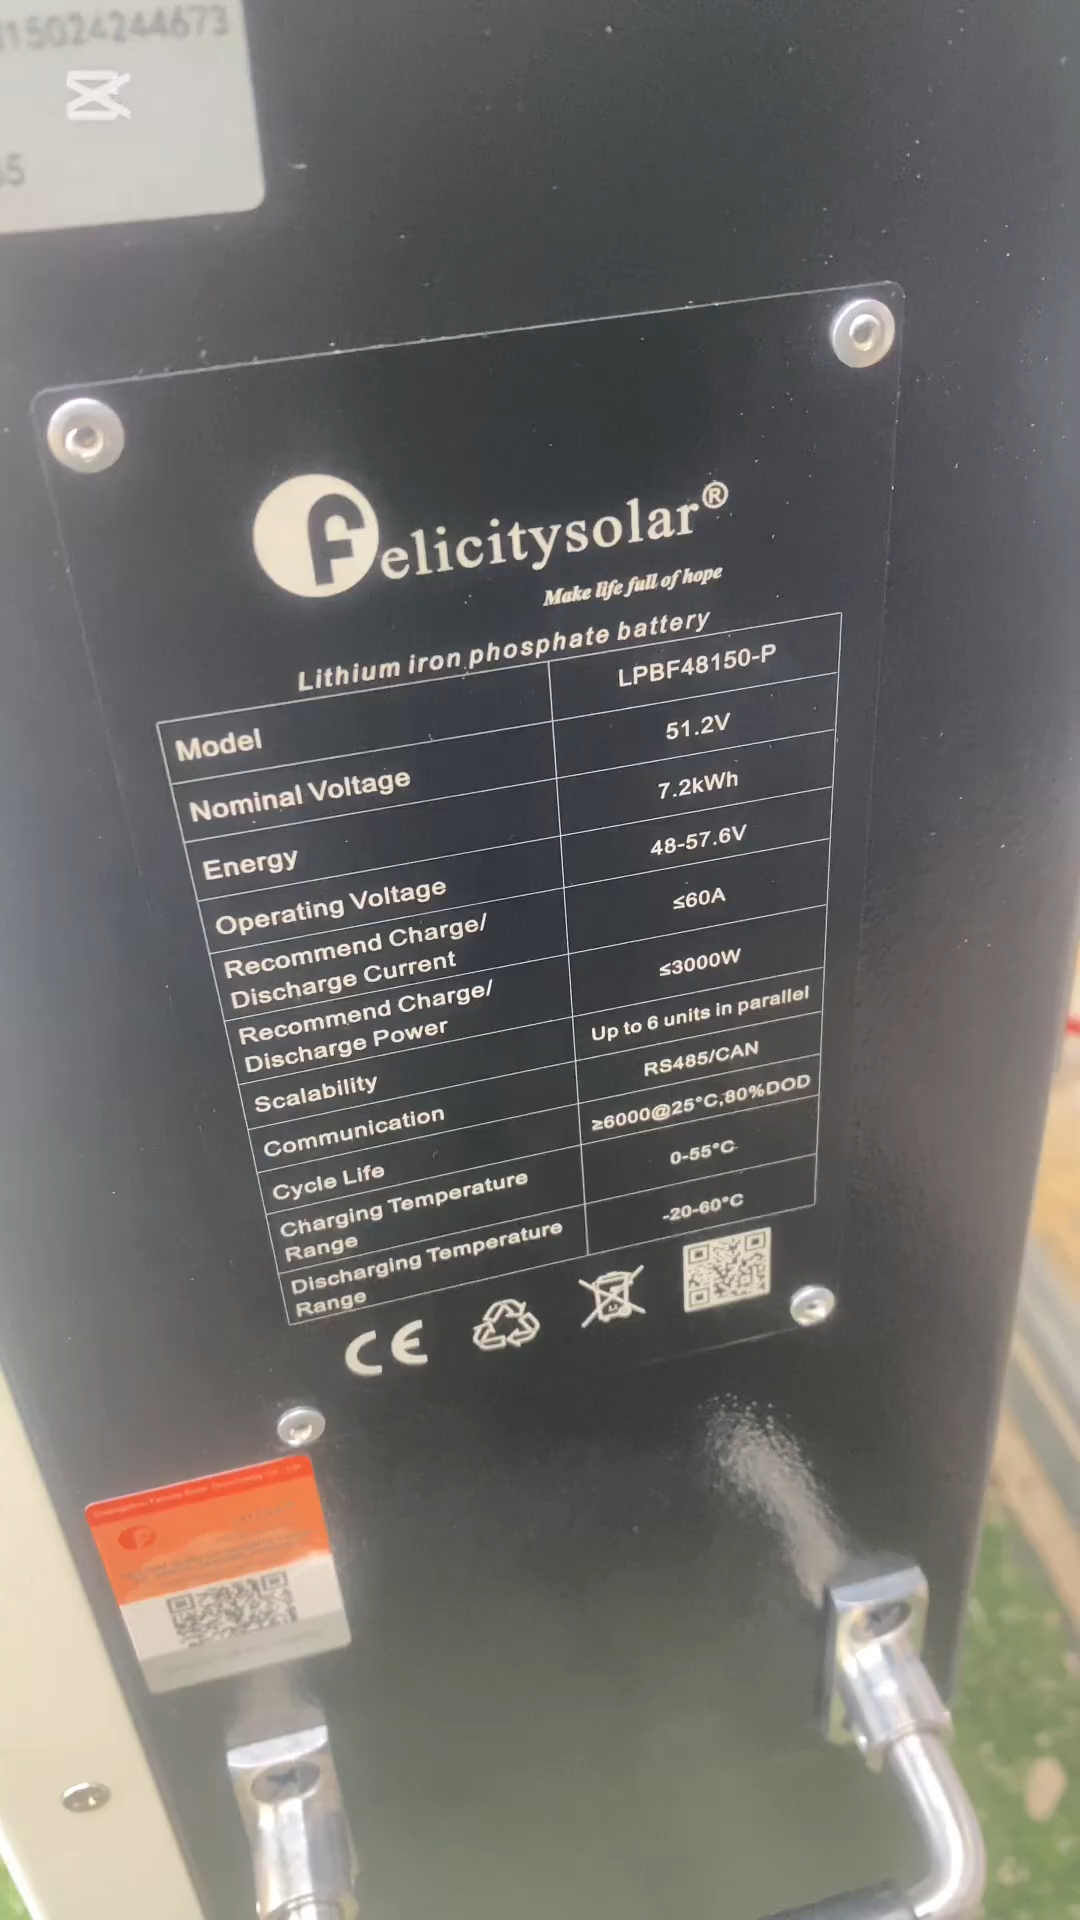 15024244673
5
felicitysolar®
Make life full of hope
Lithium iron phosphate battery
Model LPBF48150-P
Nominal Voltage 51.2V
Energy 7.2kWh
Operating Voltage 48-57.6V
Recommend Charge/
Discharge Current ≤60A
Recommend Charge/
Discharge Power ≤3000W
Scalability Up to 6 units in parallel
Communication RS485/CAN
Cycle Life ≥6000@25°C,80%DOD
Charging Temperature
Range 0-55°C
Discharging Temperature
Range -20-60°C
CE